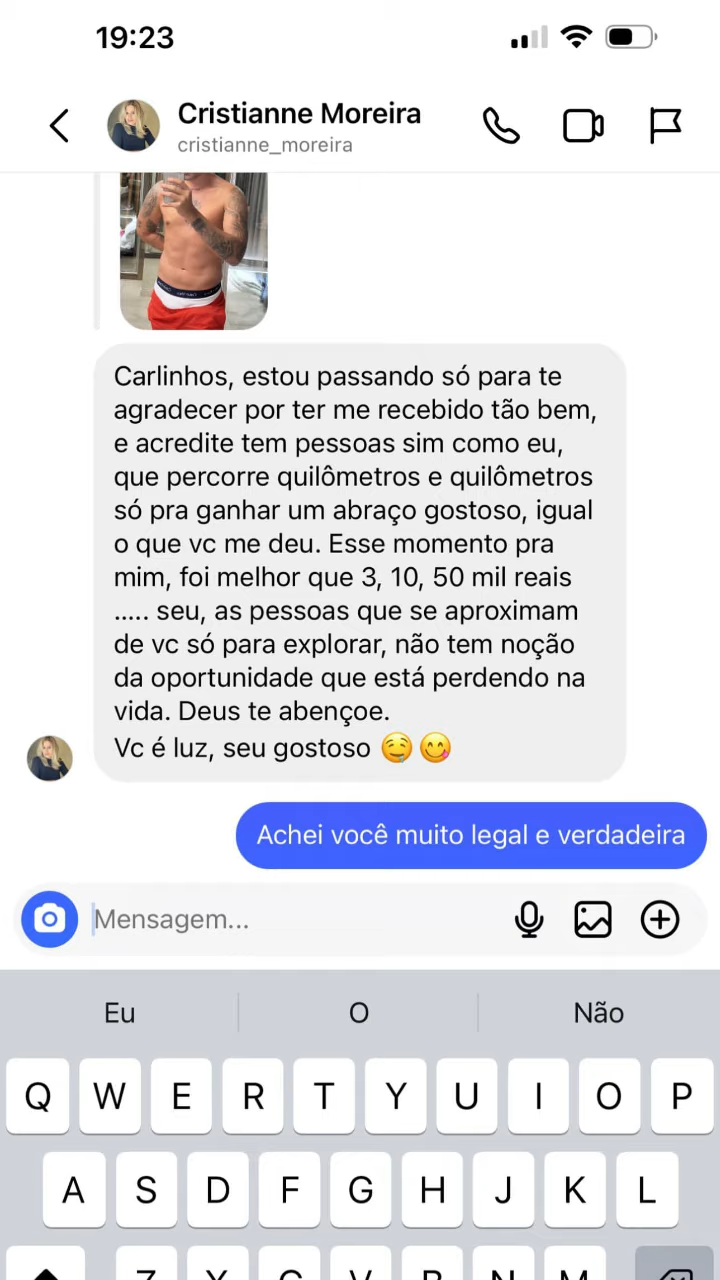 19:23
Cristianne Moreira
cristianne_moreira
Carlinhos, estou passando só para te
agradecer por ter me recebido tão bem,
e acredite tem pessoas sim como eu,
que percorre quilômetros e quilômetros
só pra ganhar um abraço gostoso, igual
o que vc me deu. Esse momento pra
mim, foi melhor que 3, 10, 50 mil reais
..... seu, as pessoas que se aproximam
de vc só para explorar, não tem noção
da oportunidade que está perdendo na
vida. Deus te abençoe.
Vc é luz, seu gostoso 🤤😋
Achei você muito legal e verdadeira
Mensagem...
Eu O Não
Q W E R T Y U I O P
A S D F G H J K L
Z X C V B N M